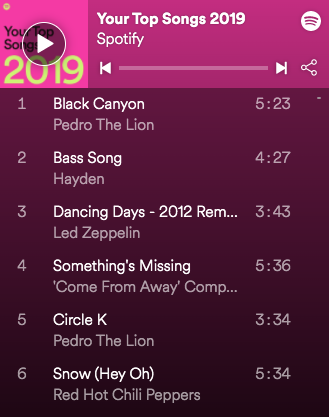 Your Top
Songs
2019
Your Top Songs 2019
Spotify
1 Black Canyon 5:23
Pedro The Lion
2 Bass Song 4:27
Hayden
3 Dancing Days - 2012 Rem... 3:43
Led Zeppelin
4 Something's Missing 5:36
'Come From Away' Comp...
5 Circle K 3:34
Pedro The Lion
6 Snow (Hey Oh) 5:34
Red Hot Chili Peppers